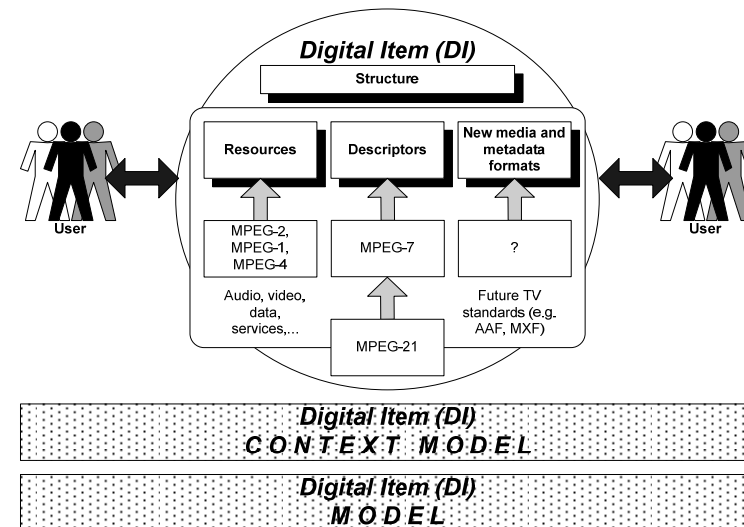 Digital Item (DI)
Structure
Resources
Descriptors
New media and
metadata
formats
User
User
MPEG-2,
MPEG-1,
MPEG-4
MPEG-7
?
Audio, video,
data,
services,...
Future TV
standards (e.g.
AAF, MXF)
MPEG-21
Digital Item (DI)
CONTEXT MODEL
Digital Item (DI)
MODEL